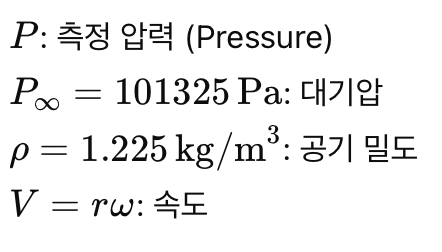 P: 측정 압력 (Pressure)
P∞ = 101325 Pa: 대기압
ρ = 1.225 kg/m³: 공기 밀도
V = rω: 속도